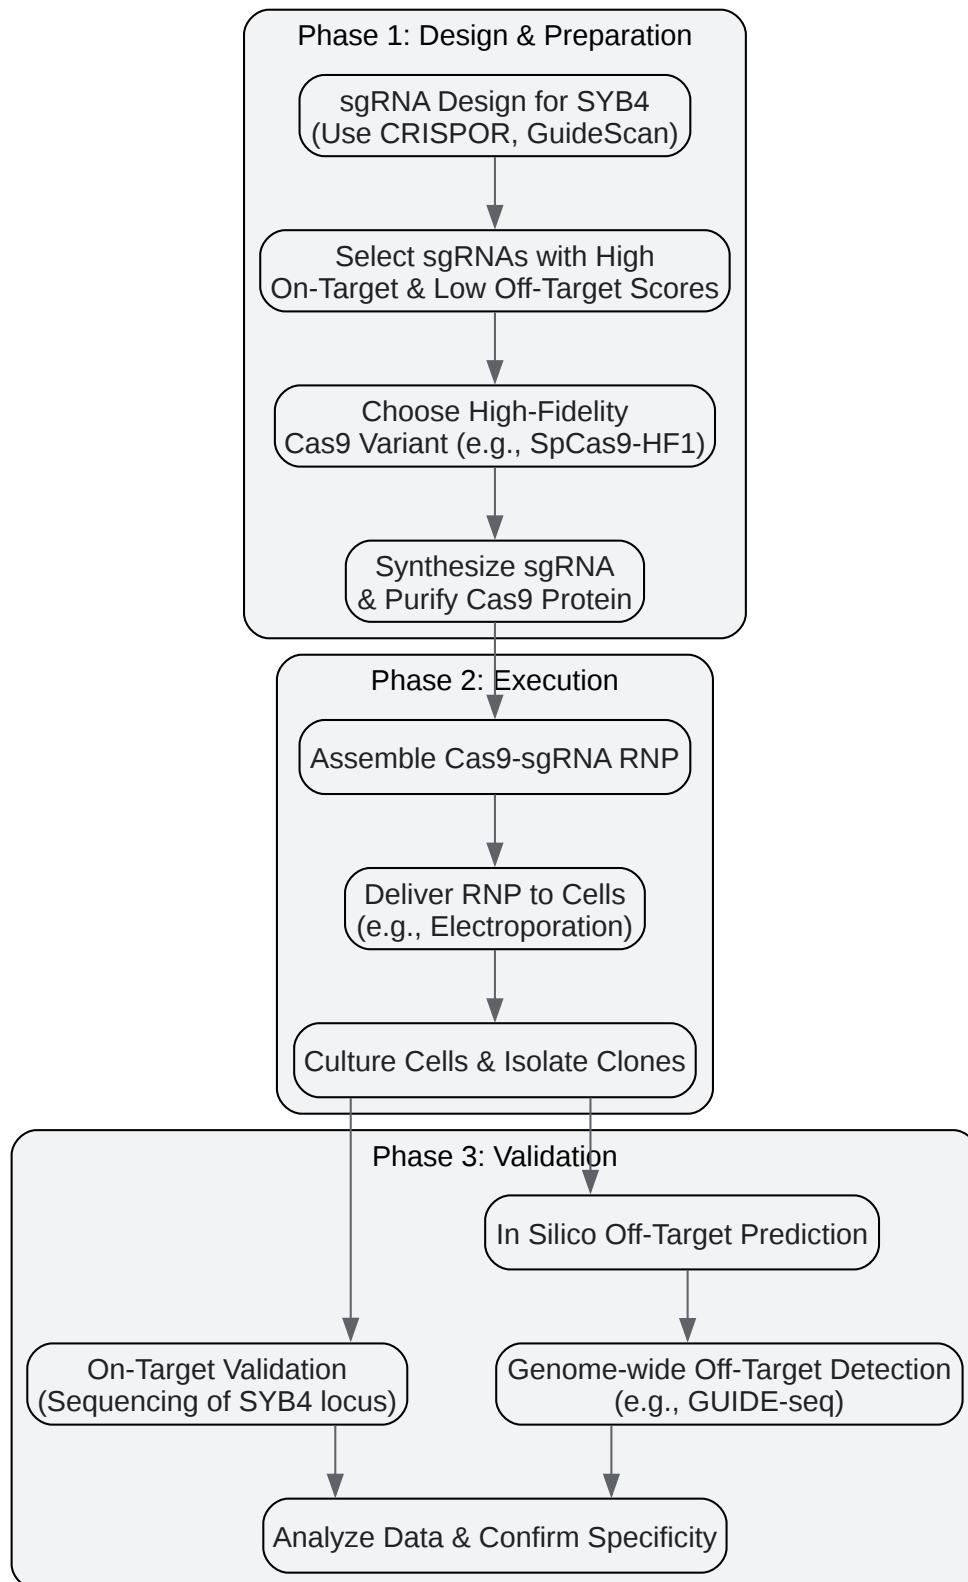 Phase 1: Design & Preparation
sgRNA Design for SYB4
(Use CRISPOR, GuideScan)
Select sgRNAs with High
On-Target & Low Off-Target Scores
Choose High-Fidelity
Cas9 Variant (e.g., SpCas9-HF1)
Synthesize sgRNA
& Purify Cas9 Protein
Phase 2: Execution
Assemble Cas9-sgRNA RNP
Deliver RNP to Cells
(e.g., Electroporation)
Culture Cells & Isolate Clones
Phase 3: Validation
In Silico Off-Target Prediction
On-Target Validation
(Sequencing of SYB4 locus)
Genome-wide Off-Target Detection
(e.g., GUIDE-seq)
Analyze Data & Confirm Specificity